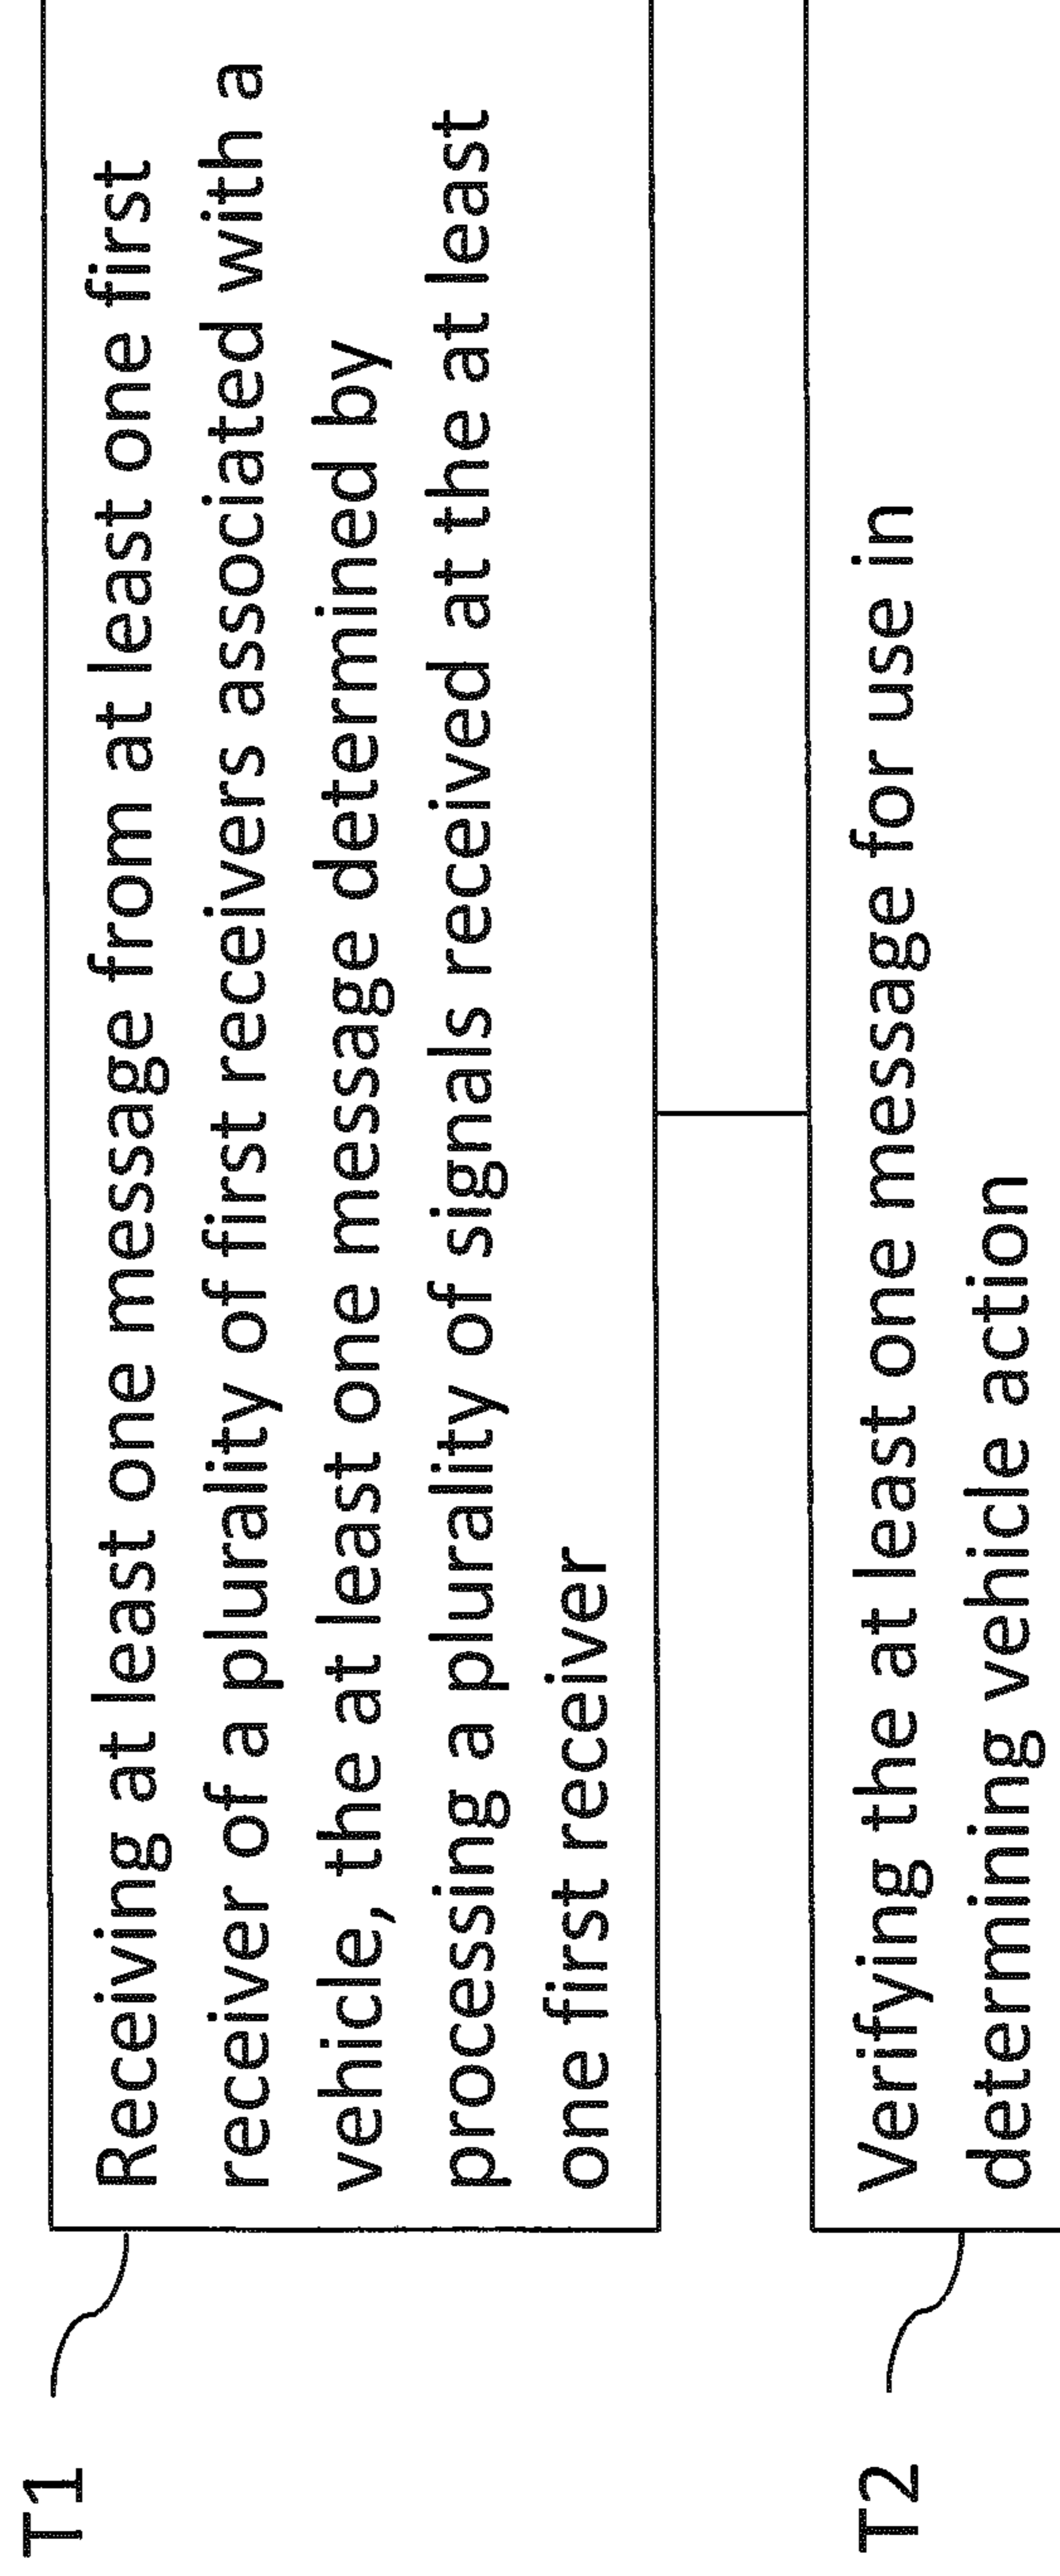 T1
Receiving at least one message from at least one first
receiver of a plurality of first receivers associated with a
vehicle, the at least one message determined by
processing a plurality of signals received at the at least
one first receiver
T2
Verifying the at least one message for use in
determining vehicle action